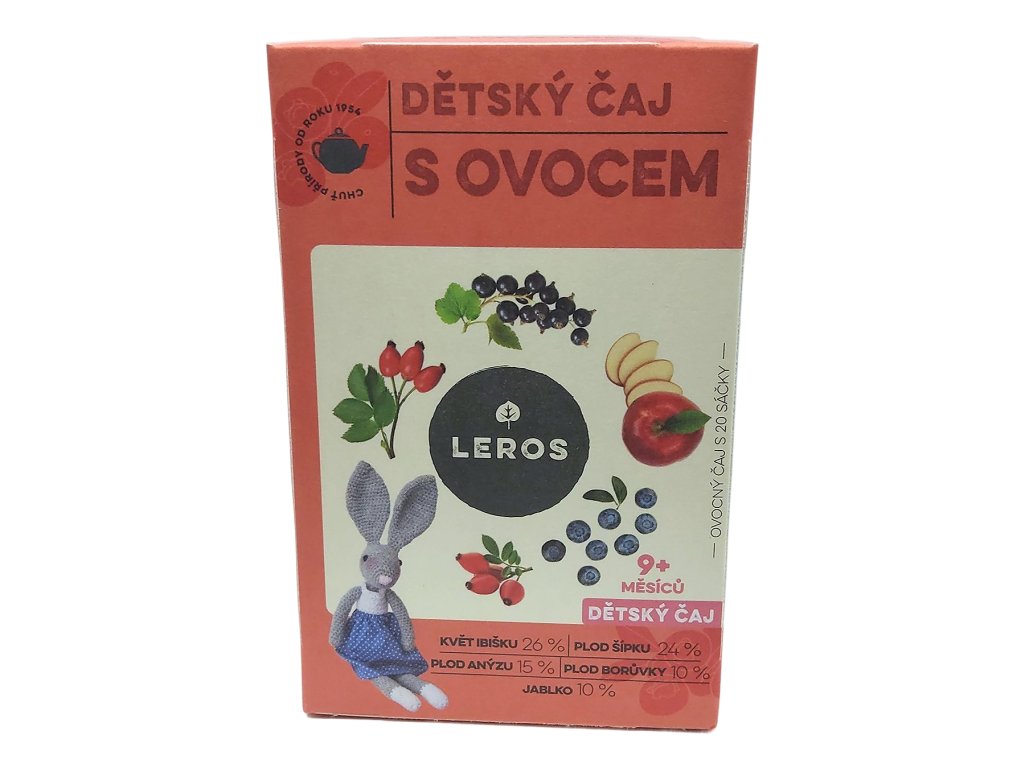 CHUŤ PŘÍRODY OD ROKU 1954
DĚTSKÝ ČAJ
S OVOCEM
LEROS
— OVOCNÝ ČAJ S 20 SÁČKY —
9+
MĚSÍCŮ
DĚTSKÝ ČAJ
KVĚT IBIŠKU 26 % PLOD ŠÍPKU 24 %
PLOD ANÝZU 15 % PLOD BORŮVKY 10 %
JABLKO 10 %